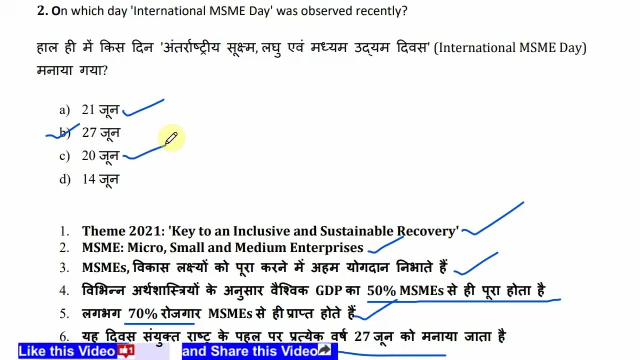 2. On which day 'International MSME Day' was observed recently?
हाल ही में किस दिन 'अंतर्राष्ट्रीय सूक्ष्म, लघु एवं मध्यम उद्यम दिवस' (International MSME Day)
मनाया गया?
a) 21 जून
b) 27 जून
c) 20 जून
d) 14 जून
1. Theme 2021: 'Key to an Inclusive and Sustainable Recovery'
2. MSME: Micro, Small and Medium Enterprises
3. MSMEs, विकास लक्ष्यों को पूरा करने में अहम योगदान निभाते हैं
4. विभिन्न अर्थशास्त्रियों के अनुसार वैश्विक GDP का 50% MSMEs से ही पूरा होता है
5. लगभग 70% रोजगार MSMEs से ही प्राप्त होते हैं
6. यह दिवस संयुक्त राष्ट्र के पहल पर प्रत्येक वर्ष 27 जून को मनाया जाता है
Like this Video and Share this Video